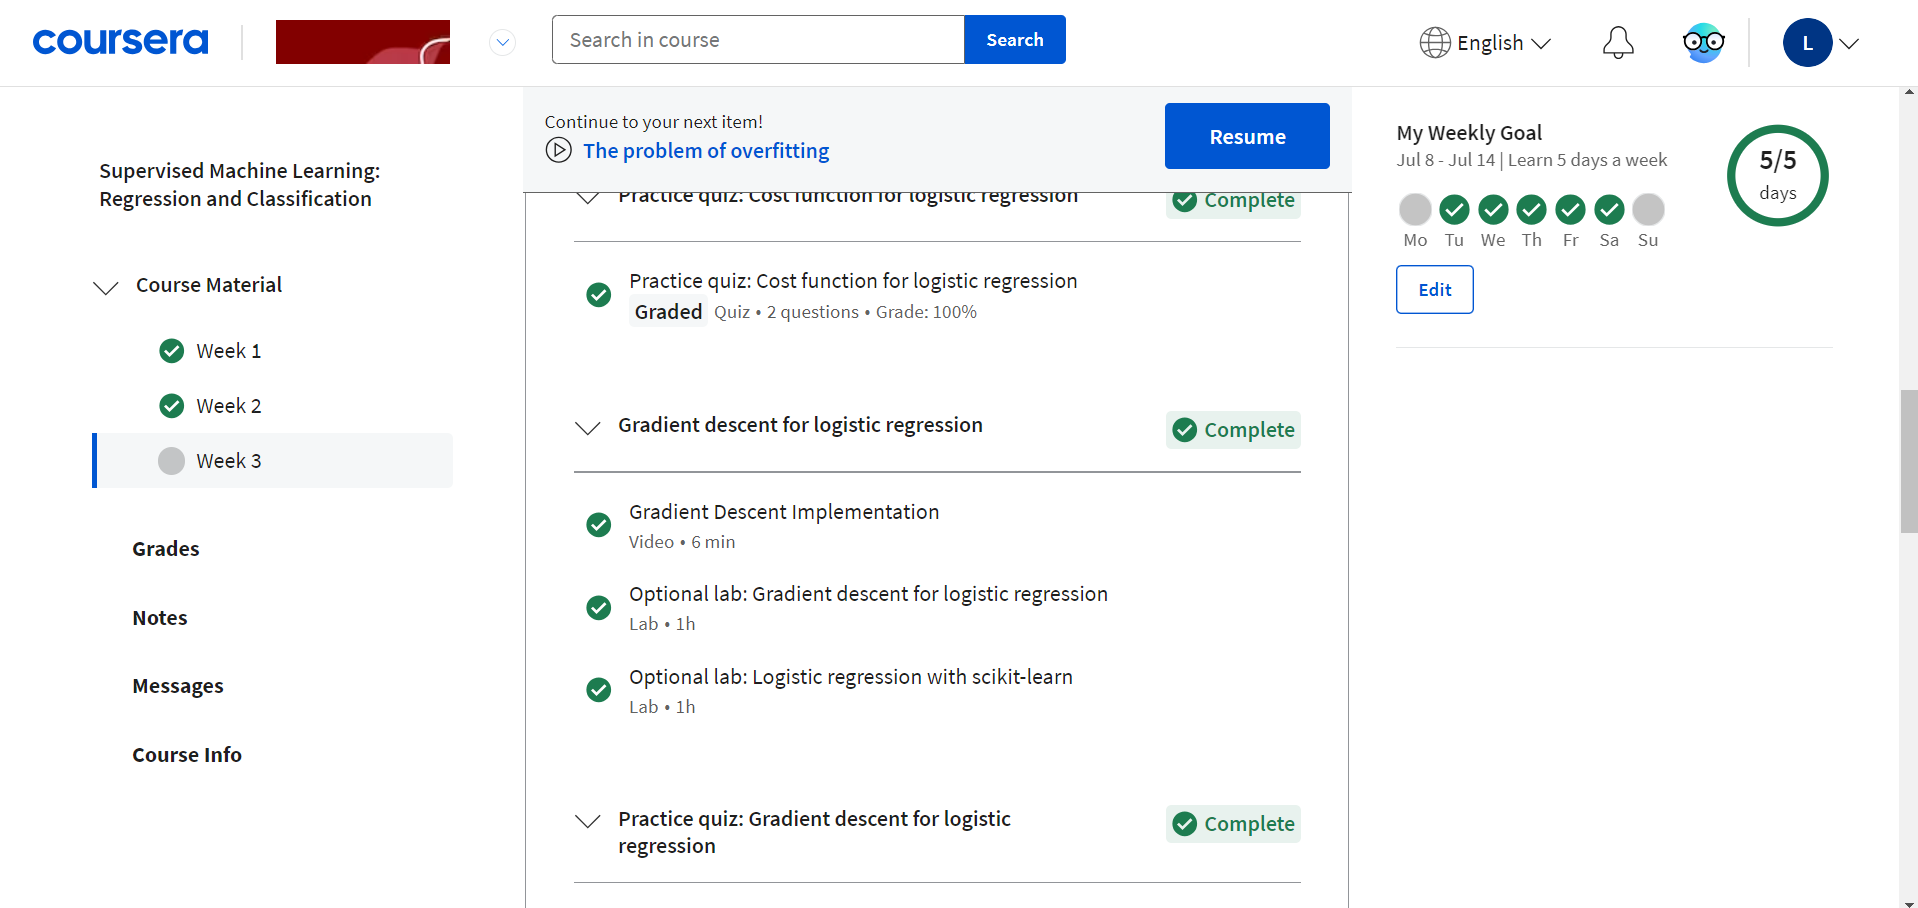 coursera
Search in course
Search
English
L
Supervised Machine Learning:
Regression and Classification
Course Material
Week 1
Week 2
Week 3
Grades
Notes
Messages
Course Info
Continue to your next item!
The problem of overfitting
Resume
Practice quiz: Cost function for logistic regression
Complete
Practice quiz: Cost function for logistic regression
Graded Quiz • 2 questions • Grade: 100%
Gradient descent for logistic regression
Complete
Gradient Descent Implementation
Video • 6 min
Optional lab: Gradient descent for logistic regression
Lab • 1h
Optional lab: Logistic regression with scikit-learn
Lab • 1h
Practice quiz: Gradient descent for logistic
regression
Complete
My Weekly Goal
Jul 8 - Jul 14 | Learn 5 days a week
Mo Tu We Th Fr Sa Su
5/5
days
Edit